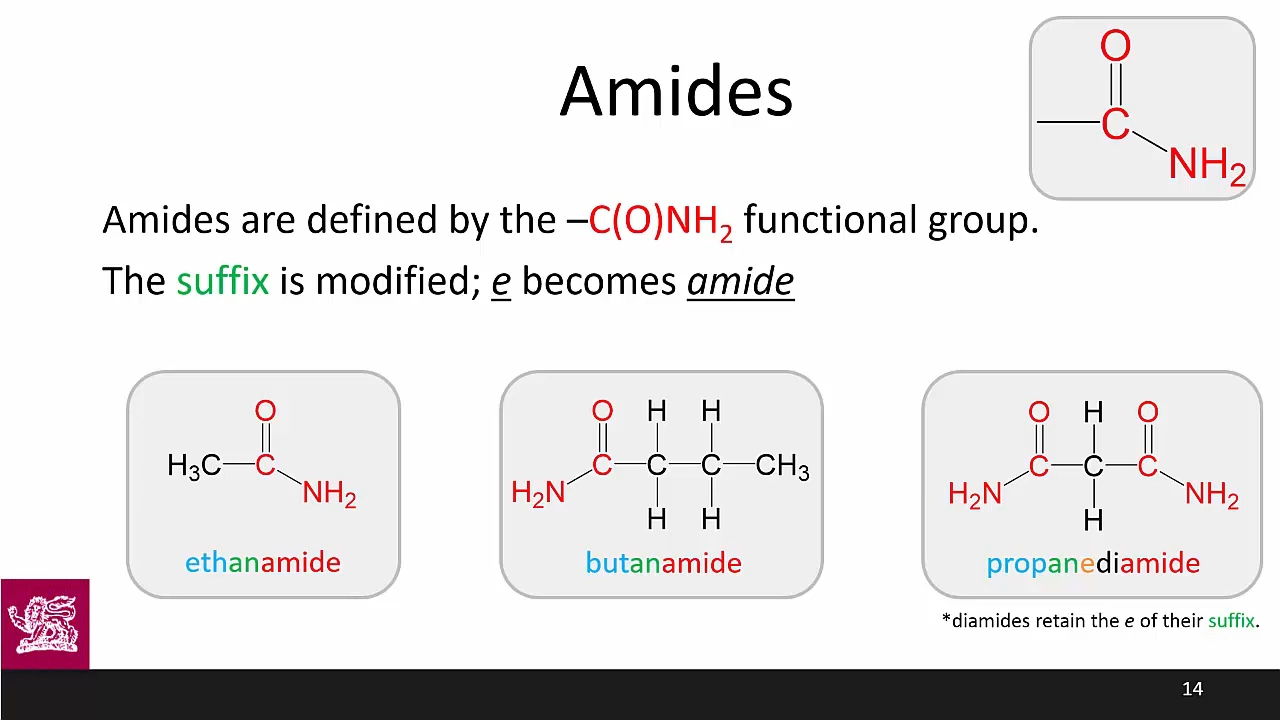 Amides
O
C
NH₂
Amides are defined by the –C(O)NH₂ functional group.
The suffix is modified; e becomes amide
O
H₃C C
NH₂
ethanamide
O H H
C C C CH₃
H₂N
H H
butanamide
O H O
C C C
H₂N NH₂
H
propanediamide
*diamides retain the e of their suffix.
14